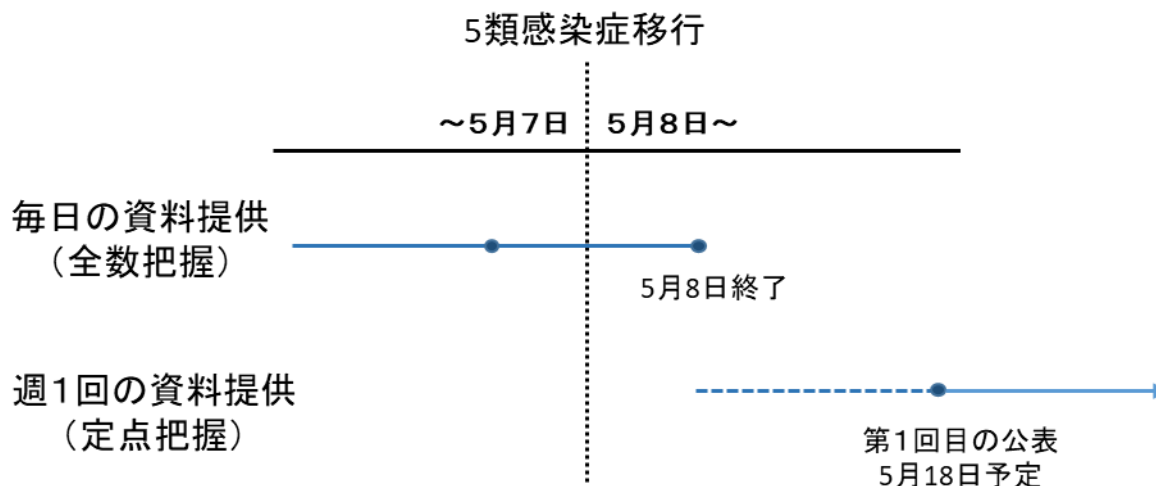 5類感染症移行
～5月7日
5月8日～
毎日の資料提供
（全数把握）
5月8日終了
週1回の資料提供
（定点把握）
第1回目の公表
5月18日予定